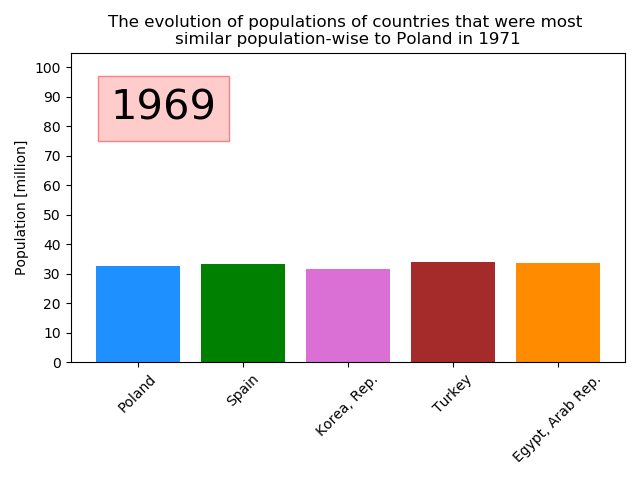 The evolution of populations of countries that were most
similar population-wise to Poland in 1971
1969
Population [million]
100
90
80
70
60
50
40
30
20
10
0
Poland
Spain
Korea, Rep.
Turkey
Egypt, Arab Rep.